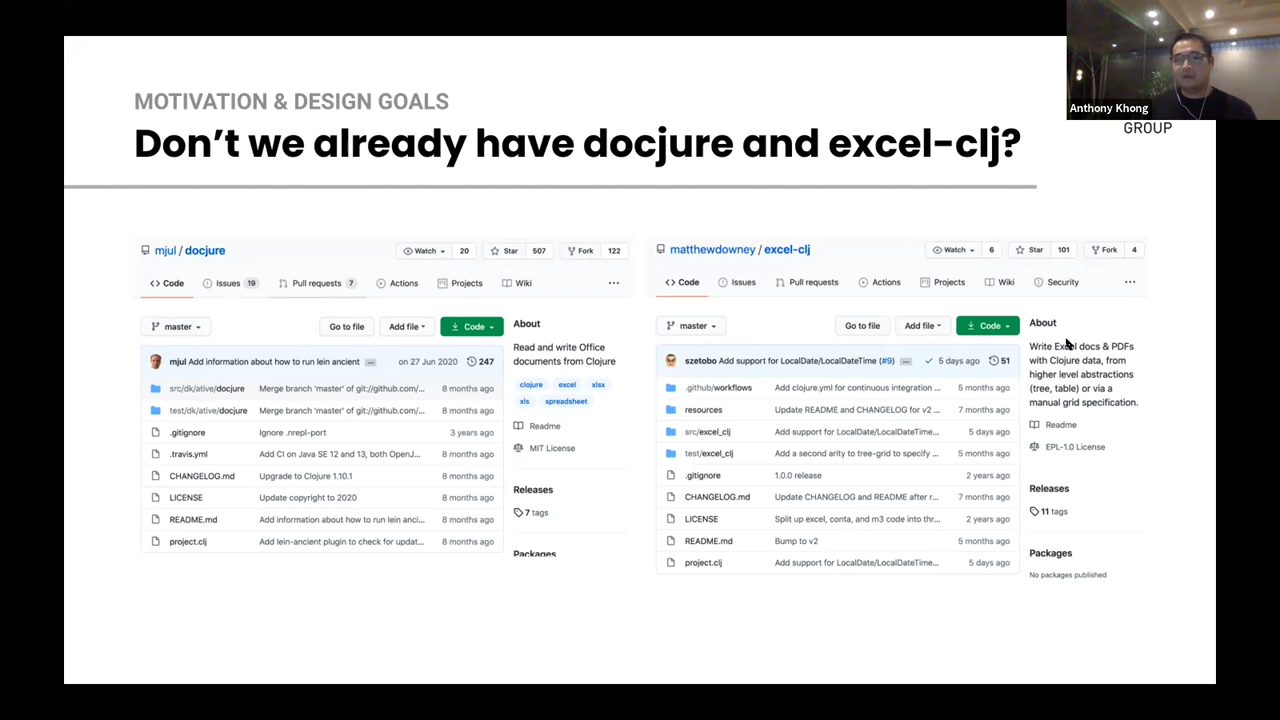 Anthony Khong
GROUP
MOTIVATION & DESIGN GOALS
Don't we already have docjure and excel-clj?
mjul / docjure
Watch 20 Star 507 Fork 122
Code Issues 19 Pull requests 7 Actions Projects Wiki ...
master Go to file Add file Code
mjul Add information about how to run lein ancient ... on 27 Jun 2020 247
src/dk/ative/docjure Merge branch 'master' of git://github.com/... 8 months ago
test/dk/ative/docjure Merge branch 'master' of git://github.com/... 8 months ago
.gitignore Ignore .nrepl-port 3 years ago
.travis.yml Add CI on Java SE 12 and 13, both OpenJ... 8 months ago
CHANGELOG.md Upgrade to Clojure 1.10.1 8 months ago
LICENSE Update copyright to 2020 8 months ago
README.md Add information about how to run lein anci... 8 months ago
project.clj Add lein-ancient plugin to check for updat... 8 months ago
About
Read and write Office
documents from Clojure
clojure excel xlsx
xls spreadsheet
Readme
MIT License
Releases
7 tags
Packages
matthewdowney / excel-clj
Watch 6 Star 101 Fork 4
Code Issues Pull requests Actions Projects Wiki Security ...
master Go to file Add file Code
szetobo Add support for LocalDate/LocalDateTime (#9) ... 5 days ago 51
.github/workflows Add clojure.yml for continuous integration ... 5 months ago
resources Update README and CHANGELOG for v2 ... 7 months ago
src/excel_clj Add support for LocalDate/LocalDateTime... 5 days ago
test/excel_clj Add a second arity to tree-grid to specify ... 5 months ago
.gitignore 1.0.0 release 2 years ago
CHANGELOG.md Update CHANGELOG and README after r... 7 months ago
LICENSE Split up excel, conta, and m3 code into thr... 2 years ago
README.md Bump to v2 5 months ago
project.clj Add support for LocalDate/LocalDateTime... 5 days ago
About
Write Excel docs & PDFs
with Clojure data, from
higher level abstractions
(tree, table) or via a
manual grid specification.
Readme
EPL-1.0 License
Releases
11 tags
Packages
No packages published